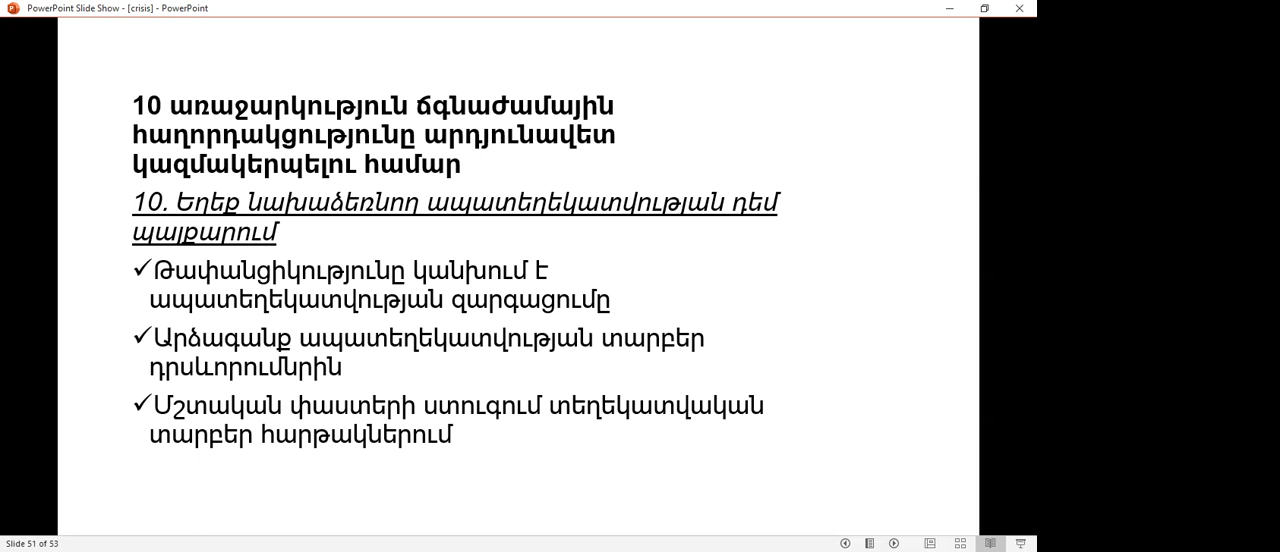 PowerPoint Slide Show - [crisis] - PowerPoint
10 առաջարկություն ճգնաժամային
հաղորդակցությունը արդյունավետ
կազմակերպելու համար
10. Եղեք նախաձեռնող ապատեղեկատվության դեմ
պայքարում
✓Թափանցիկությունը կանխում է
ապատեղեկատվության զարգացումը
✓Արձագանք ապատեղեկատվության տարբեր
դրսևորումնրին
✓Մշտական փաստերի ստուգում տեղեկատվական
տարբեր հարթակներում
Slide 51 of 53